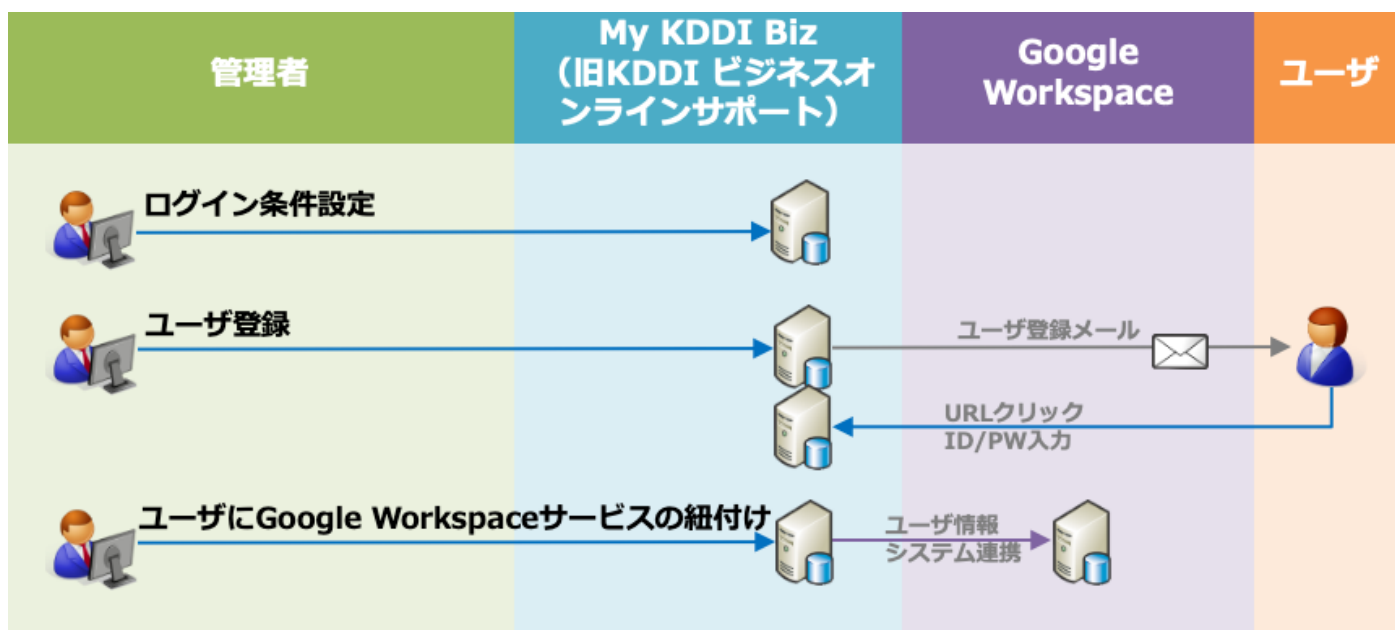 管理者
My KDDI Biz
（旧KDDI ビジネスオ
ンラインサポート）
Google
Workspace
ユーザ
ログイン条件設定
ユーザ登録
ユーザ登録メール
URLクリック
ID/PW入力
ユーザにGoogle Workspaceサービスの紐付け
ユーザ情報
システム連携